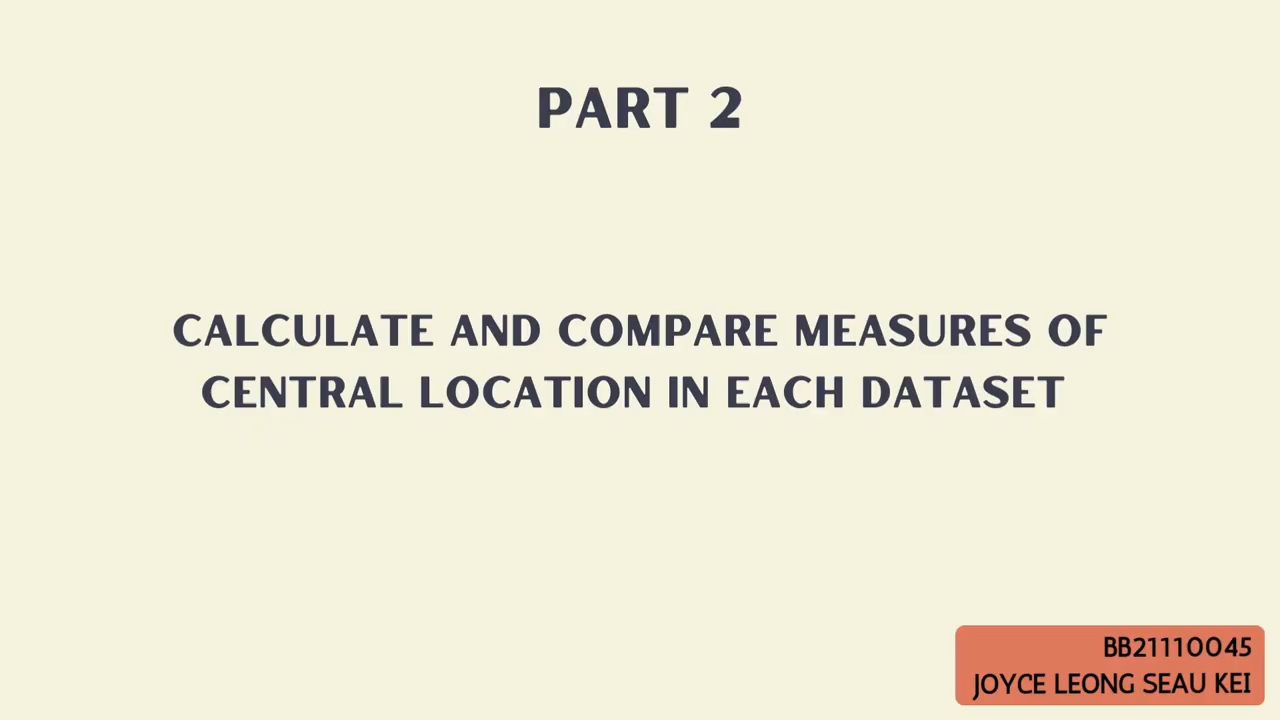 PART 2
CALCULATE AND COMPARE MEASURES OF
CENTRAL LOCATION IN EACH DATASET
BB21110045
JOYCE LEONG SEAU KEI